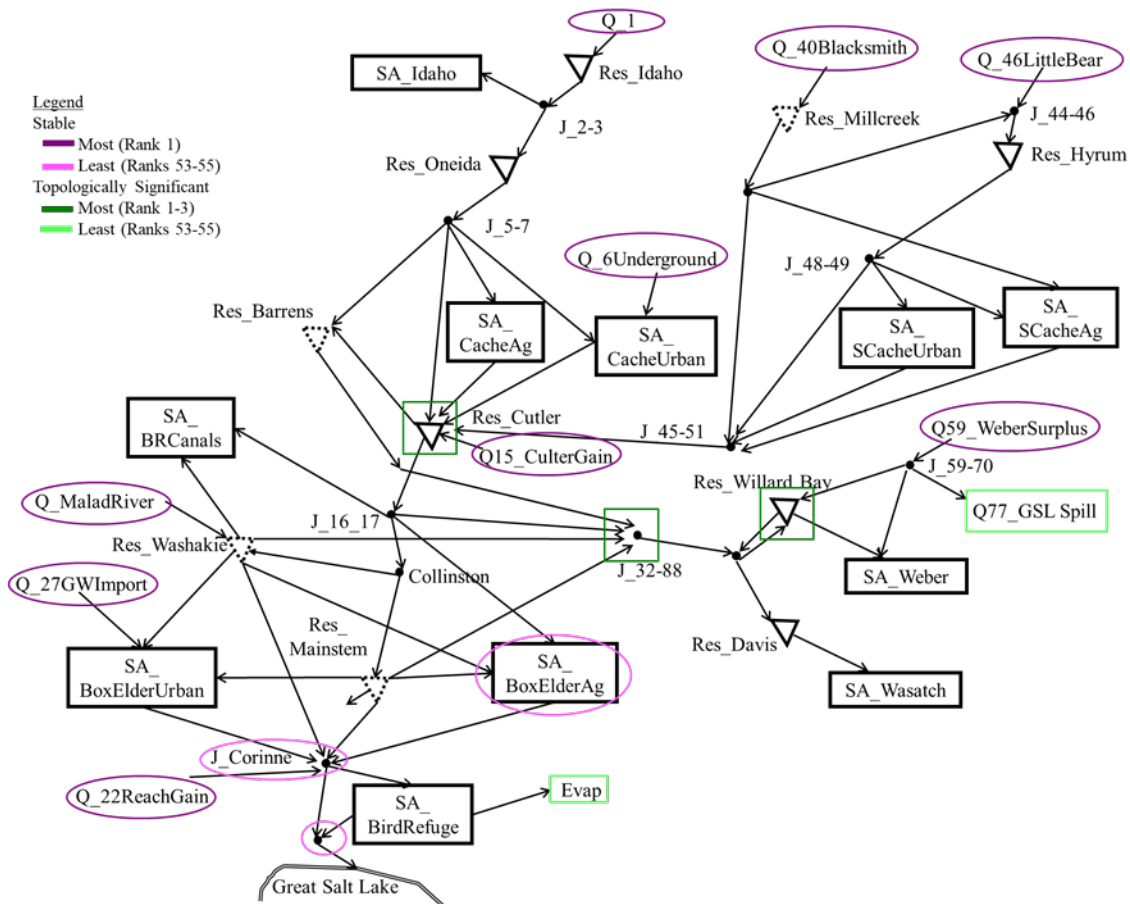 Q_1
Q_40Blacksmith
Q_46LittleBear
SA_Idaho
Res_Idaho
Legend
Stable
Most (Rank 1)
Least (Ranks 53-55)
Topologically Significant
Most (Rank 1-3)
Least (Ranks 53-55)
J_2-3
Res_Millcreek
J_44-46
Res_Oneida
Res_Hyrum
J_5-7
Q_6Underground
J_48-49
Res_Barrens
SA_
CacheAg
SA_
CacheUrban
SA_
SCacheUrban
SA_
SCacheAg
SA_
BRCanals
Res_Cutler
J_45-51
Q59_WeberSurplus
Q15_CulterGain
J_59-70
Res_Willard Bay
Q_MaladRiver
Q77_GSL Spill
J_16_17
Res_Washakie
J_32-88
SA_Weber
Q_27GWImport
Collinston
Res_
Mainstem
Res_Davis
SA_
BoxElderUrban
SA_
BoxElderAg
SA_Wasatch
J_Corinne
Q_22ReachGain
Evap
SA_
BirdRefuge
Great Salt Lake